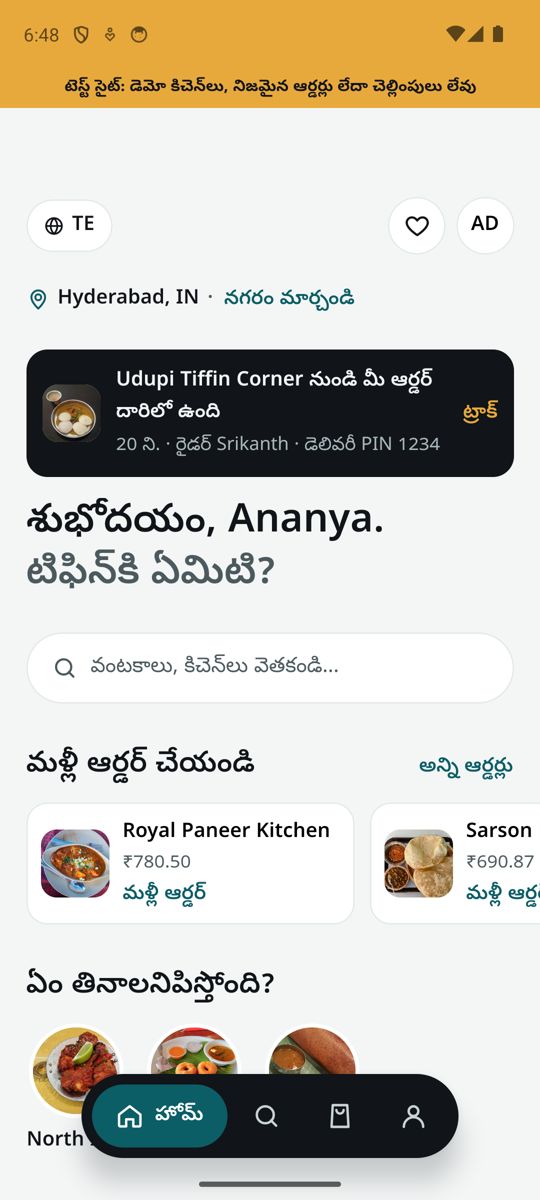 6:48
టెస్ట్ సైట్: డెమో కిచెన్‌లు, నిజమైన ఆర్డర్లు లేదా చెల్లింపులు లేవు
TE
AD
Hyderabad, IN · నగరం మార్చండి
Udupi Tiffin Corner నుండి మీ ఆర్డర్
దారిలో ఉంది
ట్రాక్
20 ని. · రైడర్ Srikanth · డెలివరీ PIN 1234
శుభోదయం, Ananya.
టిఫిన్‌కి ఏమిటి?
వంటకాలు, కిచెన్‌లు వెతకండి...
మళ్లీ ఆర్డర్ చేయండి
అన్ని ఆర్డర్లు
Royal Paneer Kitchen
₹780.50
మళ్లీ ఆర్డర్
Sarson
₹690.87
మళ్లీ
ఏం తినాలనిపిస్తోంది?
హోమ్
North